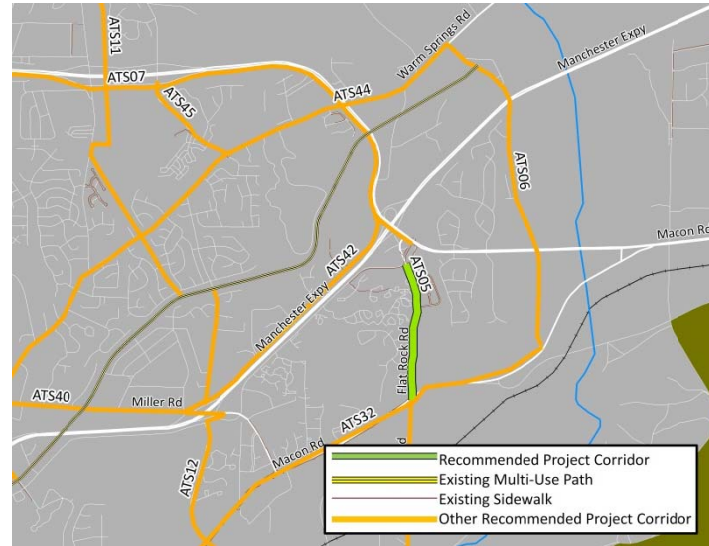 ATS11
Warm Springs Rd
Manchester Expy
ATS07
ATS44
ATS45
ATS06
Macon Rd
ATS42
ATS05
Manchester Expy
Flat Rock Rd
ATS40
Miller Rd
ATS32
Macon Rd
ATS12
Recommended Project Corridor
Existing Multi-Use Path
Existing Sidewalk
Other Recommended Project Corridor